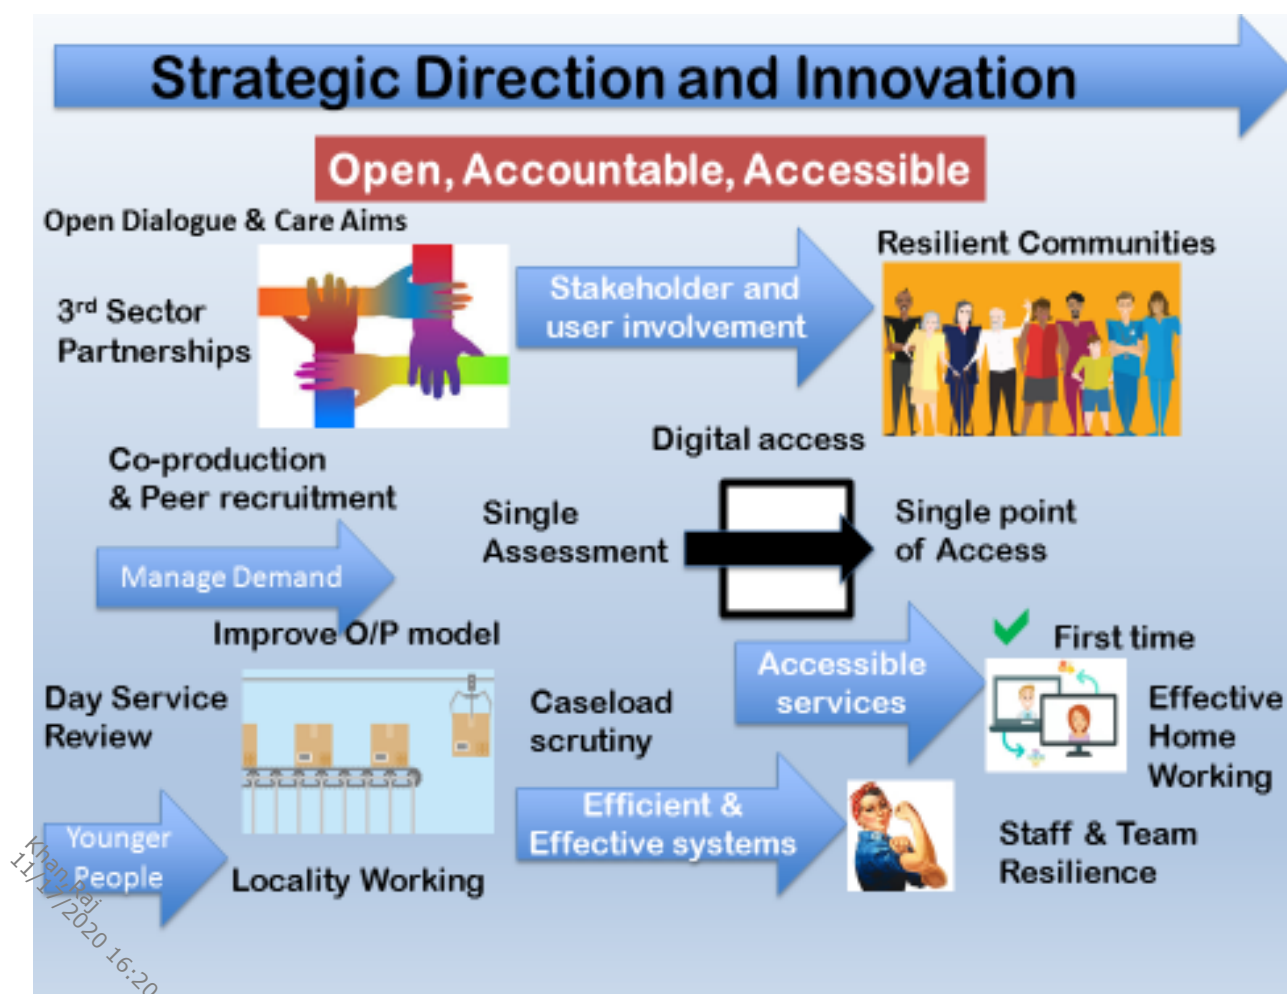 Strategic Direction and Innovation
Open, Accountable, Accessible
Open Dialogue & Care Aims
3rd Sector
Partnerships
Stakeholder and
user involvement
Resilient Communities
Co-production
& Peer recruitment
Digital access
Single
Assessment
Single point
of Access
Manage Demand
Improve O/P model
Accessible
services
First time
Day Service
Review
Caseload
scrutiny
Effective
Home
Working
Efficient &
Effective systems
Staff & Team
Resilience
Younger
People
Locality Working
Khan,Raj
11/17/2020 16:20